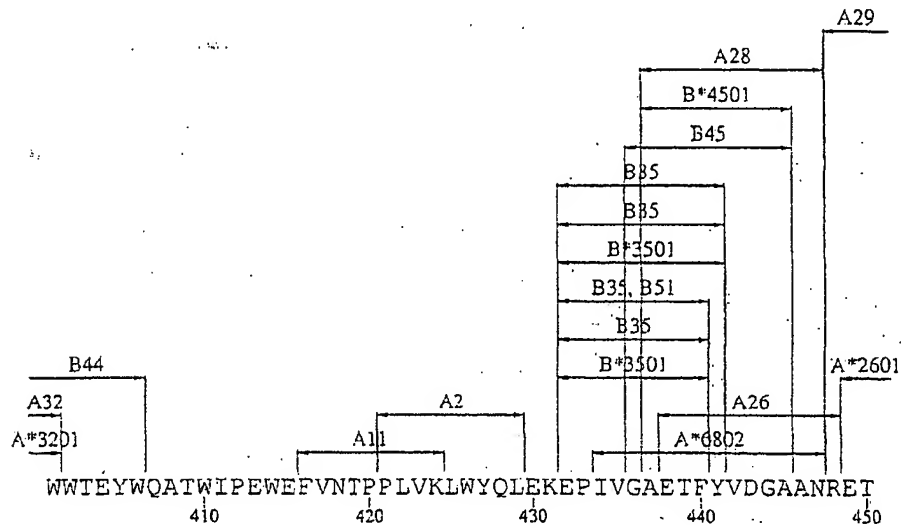 A29
A28
B*4501
B45
B35
B35
B*3501
B35, B51
B35
B44 B*3501 A*2601
A32 A2 A26
A*3201 A11 A*6802
WWTEYWQATWIPEWEFVNTPPLVKLWYQLEKEPIVGAETFYVDGAANRET
410 420 430 440 450